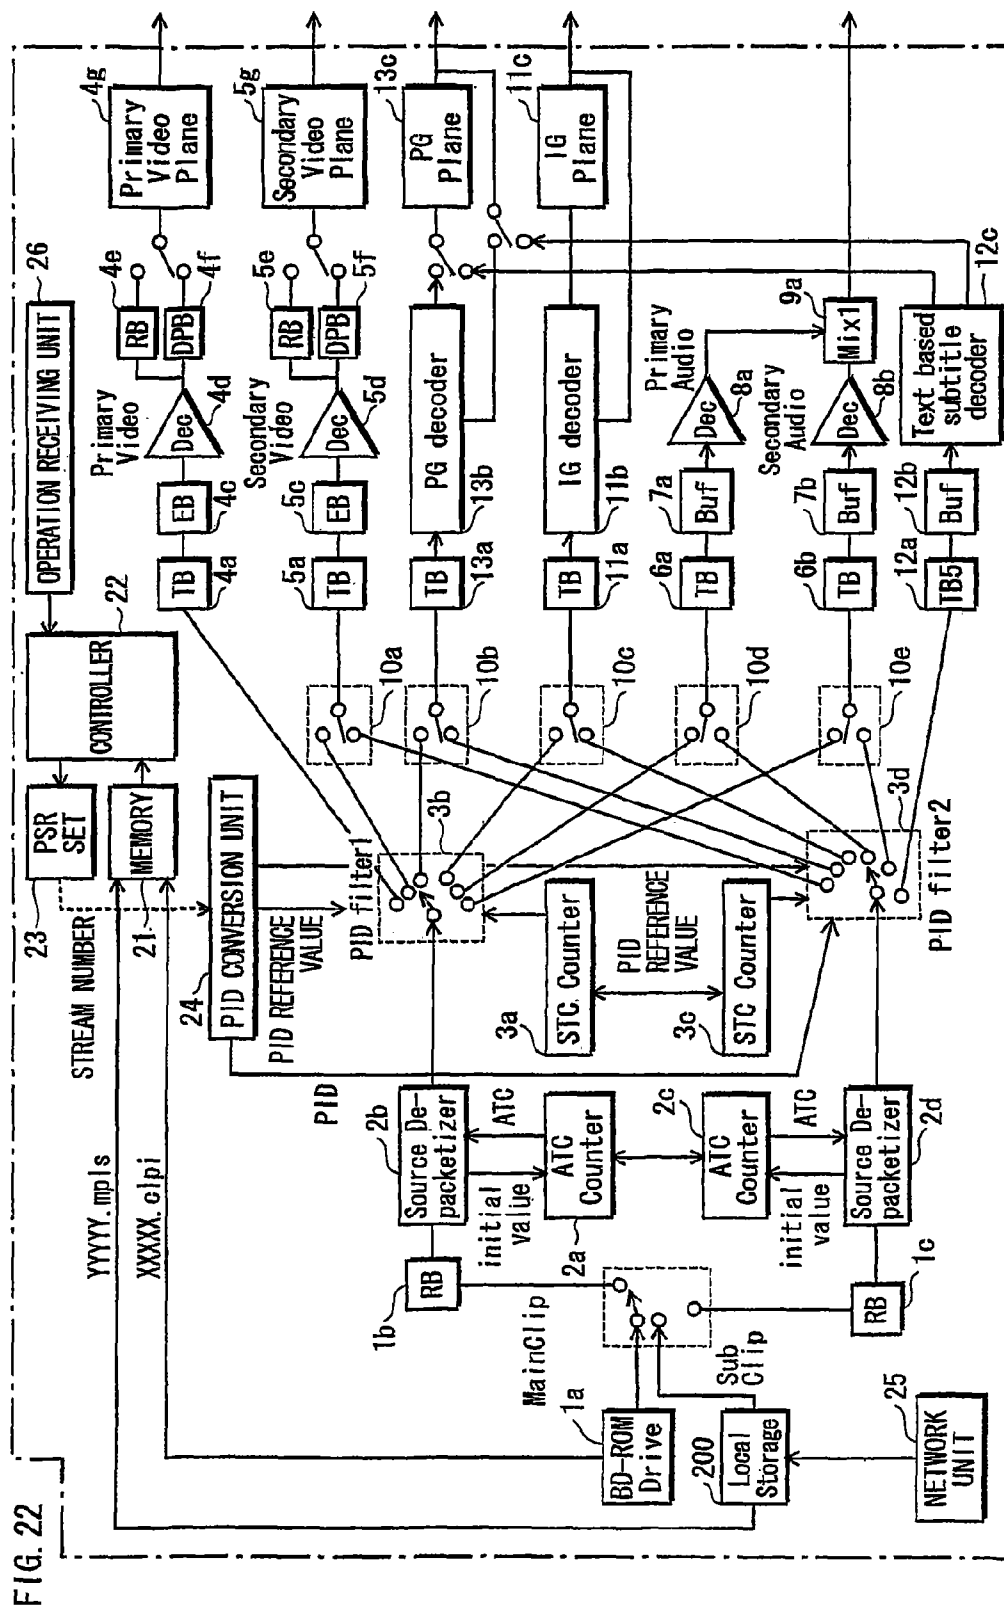 FIG. 22
YYYYY.mpls
XXXXX.clpi
STREAM NUMBER
23
PSR
SET
21
MEMORY
22
CONTROLLER
26
OPERATION RECEIVING UNIT
24
PID CONVERSION UNIT
PID REFERENCE
VALUE
PID
BD-ROM
Drive
1a
MainClip
Sub
Clip
200
Local
Storage
25
NETWORK
UNIT
1b
RB
1c
RB
2b
Source De-
packetizer
initial
value
ATC
2a
ATC
Counter
2c
ATC
Counter
initial
value
ATC
2d
Source De-
packetizer
3a
STC Counter
PID
REFERENCE
VALUE
3c
STC Counter
PID filter1
3b
PID filter2
3d
10a
10b
10c
10d
10e
TB
4a
EB
4c
Primary
Video
Dec
4d
RB
4e
DPB
4f
Primary
Video
Plane
4g
TB
5a
EB
5c
Secondary
Video
Dec
5d
RB
5e
DPB
5f
Secondary
Video
Plane
5g
TB
13a
PG decoder
13b
PG
Plane
13c
TB
11a
IG decoder
11b
IG
Plane
11c
TB
6a
Buf
7a
Dec
8a
Primary
Audio
TB
6b
Buf
7b
Secondary
Audio
Dec
8b
Mix1
9a
TB5
12a
Buf
12b
Text based
subtitle
decoder
12c